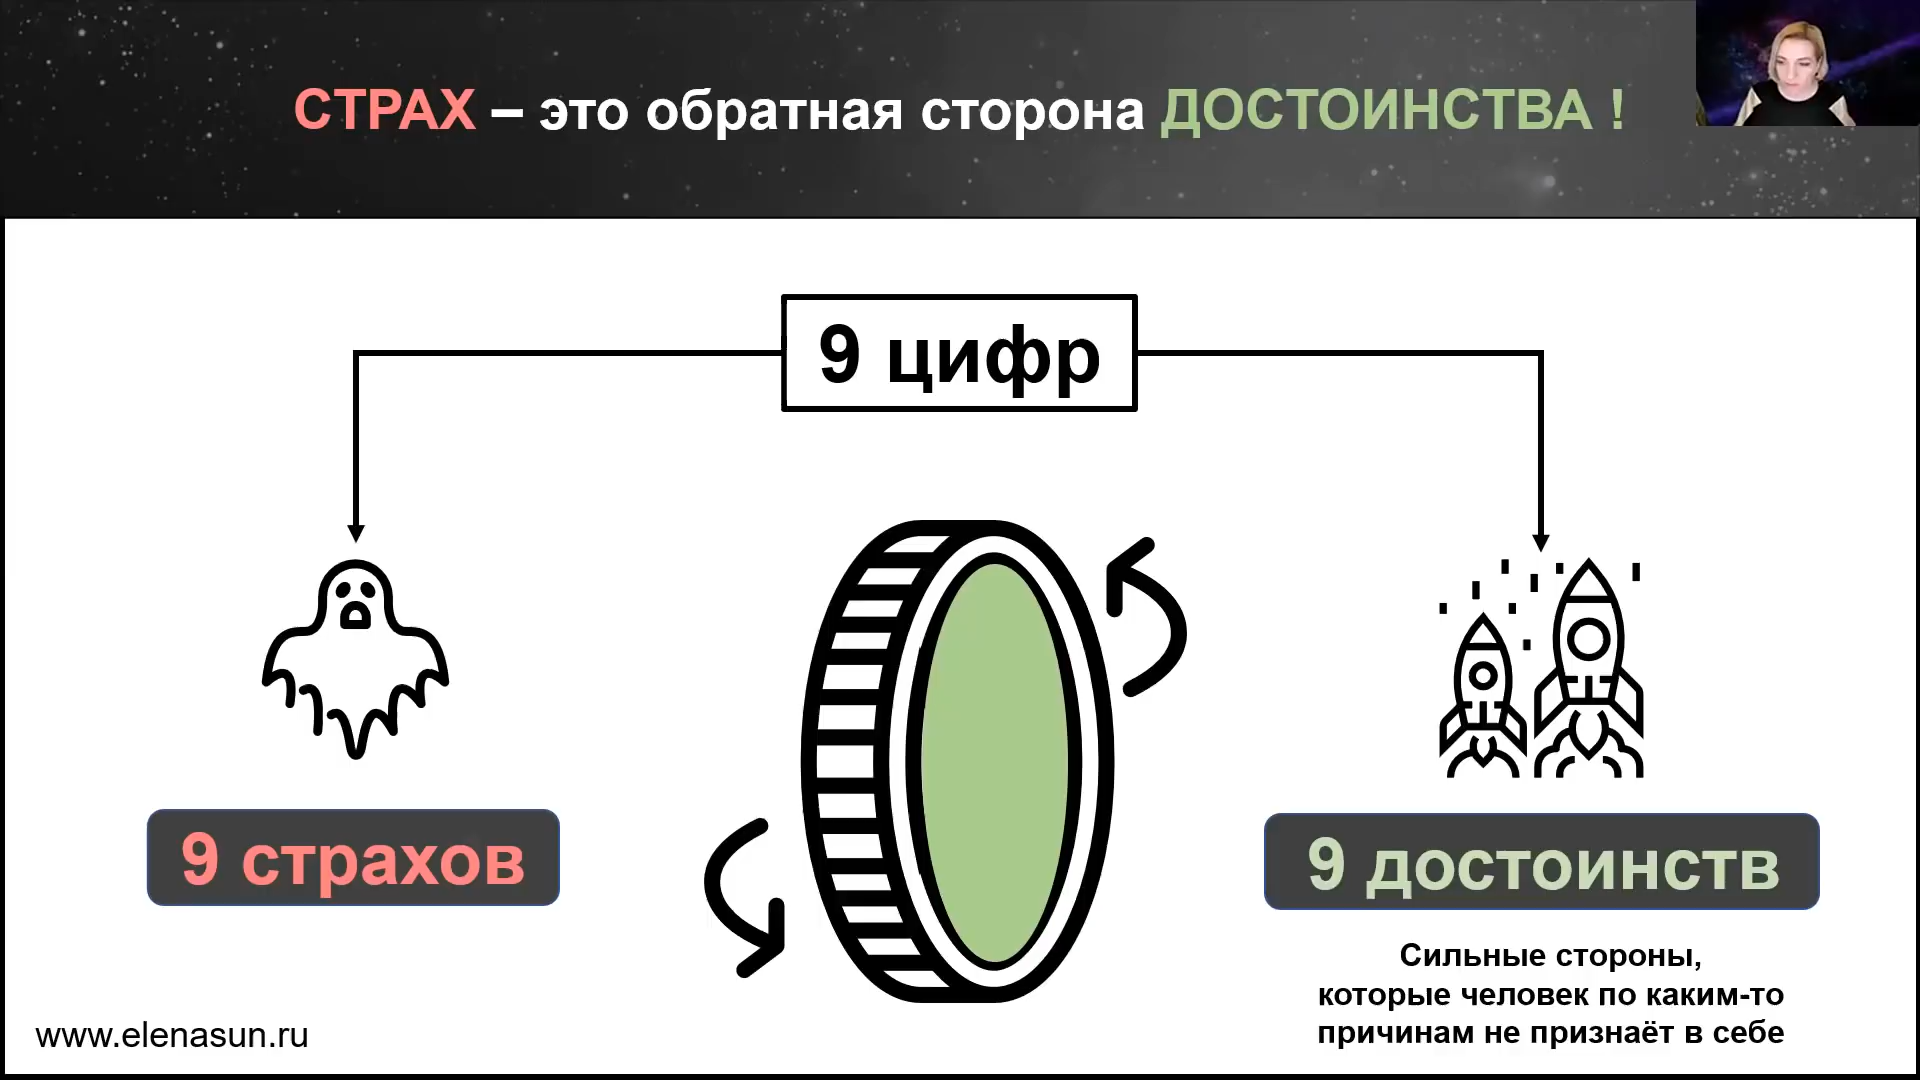 СТРАХ – это обратная сторона ДОСТОИНСТВА !
9 цифр
9 страхов
9 достоинств
Сильные стороны,
которые человек по каким-то
причинам не признаёт в себе
www.elenasun.ru